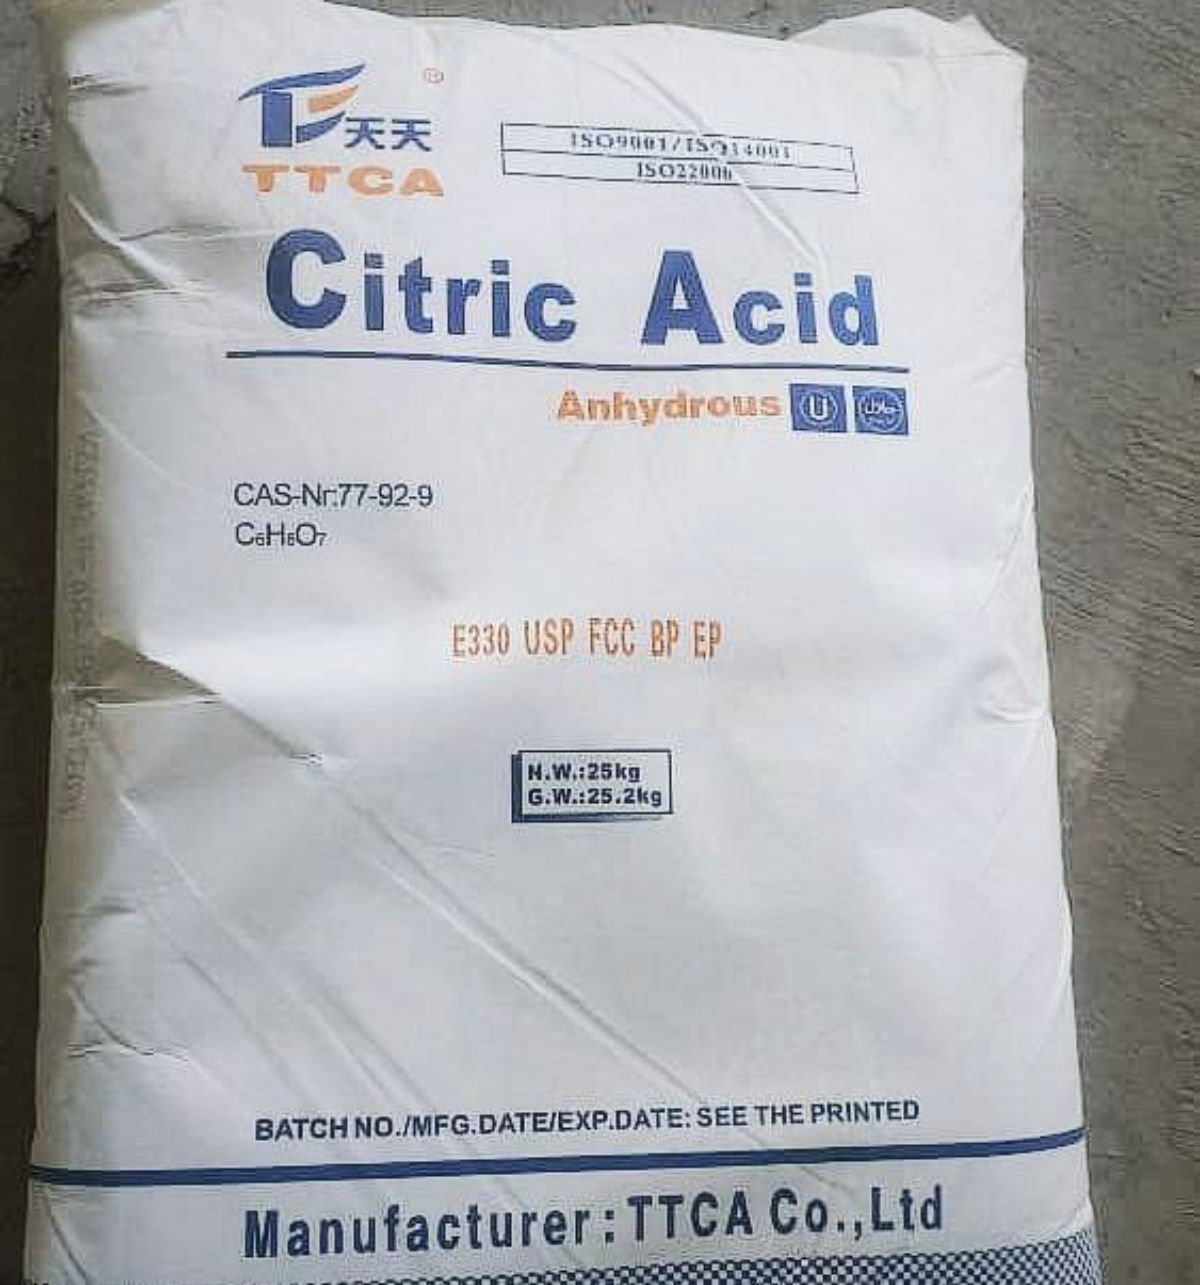 ®
天天
TTCA
ISO9001/ISO14001
ISO22000
Citric Acid
Anhydrous U
CAS-Nr:77-92-9
C₆H₈O₇
E330 USP FCC BP EP
N.W.:25kg
G.W.:25.2kg
BATCH NO./MFG.DATE/EXP.DATE: SEE THE PRINTED
Manufacturer:TTCA Co.,Ltd